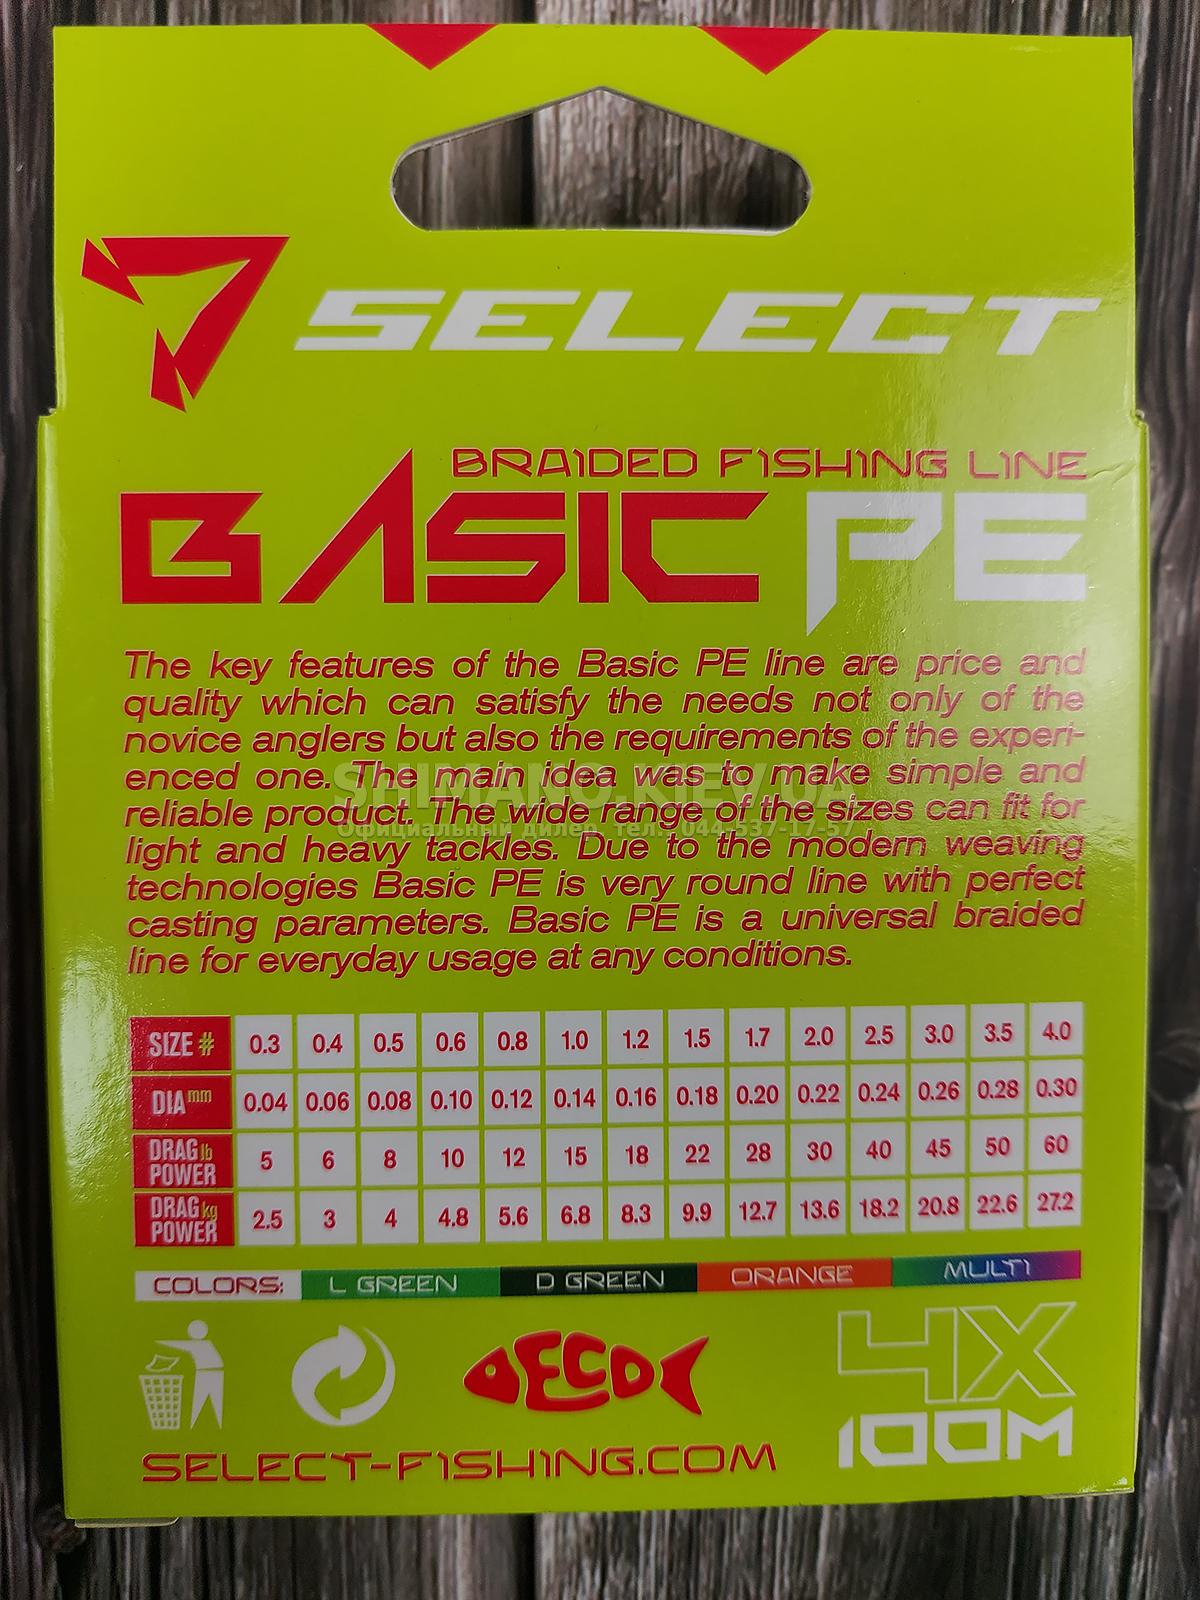 SELECT
BRAIDED FISHING LINE
BASIC PE
The key features of the Basic PE line are price and
quality which can satisfy the needs not only of the
novice anglers but also the requirements of the experi-
enced one. The main idea was to make simple and
reliable product. The wide range of the sizes can fit for
light and heavy tackles. Due to the modern weaving
technologies Basic PE is very round line with perfect
casting parameters. Basic PE is a universal braided
line for everyday usage at any conditions.
SHIMANO.KIEV.UA
Официальный дилер, тел.: 044-537-17-57
SIZE # 0.3 0.4 0.5 0.6 0.8 1.0 1.2 1.5 1.7 2.0 2.5 3.0 3.5 4.0
DIA mm 0.04 0.06 0.08 0.10 0.12 0.14 0.16 0.18 0.20 0.22 0.24 0.26 0.28 0.30
DRAG lb POWER 5 6 8 10 12 15 18 22 28 30 40 45 50 60
DRAG kg POWER 2.5 3 4 4.8 5.6 6.8 8.3 9.9 12.7 13.6 18.2 20.8 22.6 27.2
COLORS: L GREEN D GREEN ORANGE MULTI
ECO
4X
100M
SELECT-FISHING.COM